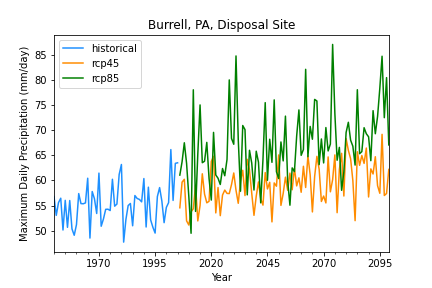 Burrell, PA, Disposal Site
historical
rcp45
rcp85
Maximum Daily Precipitation (mm/day)
85
80
75
70
65
60
55
50
1970
1995
2020
2045
2070
2095
Year